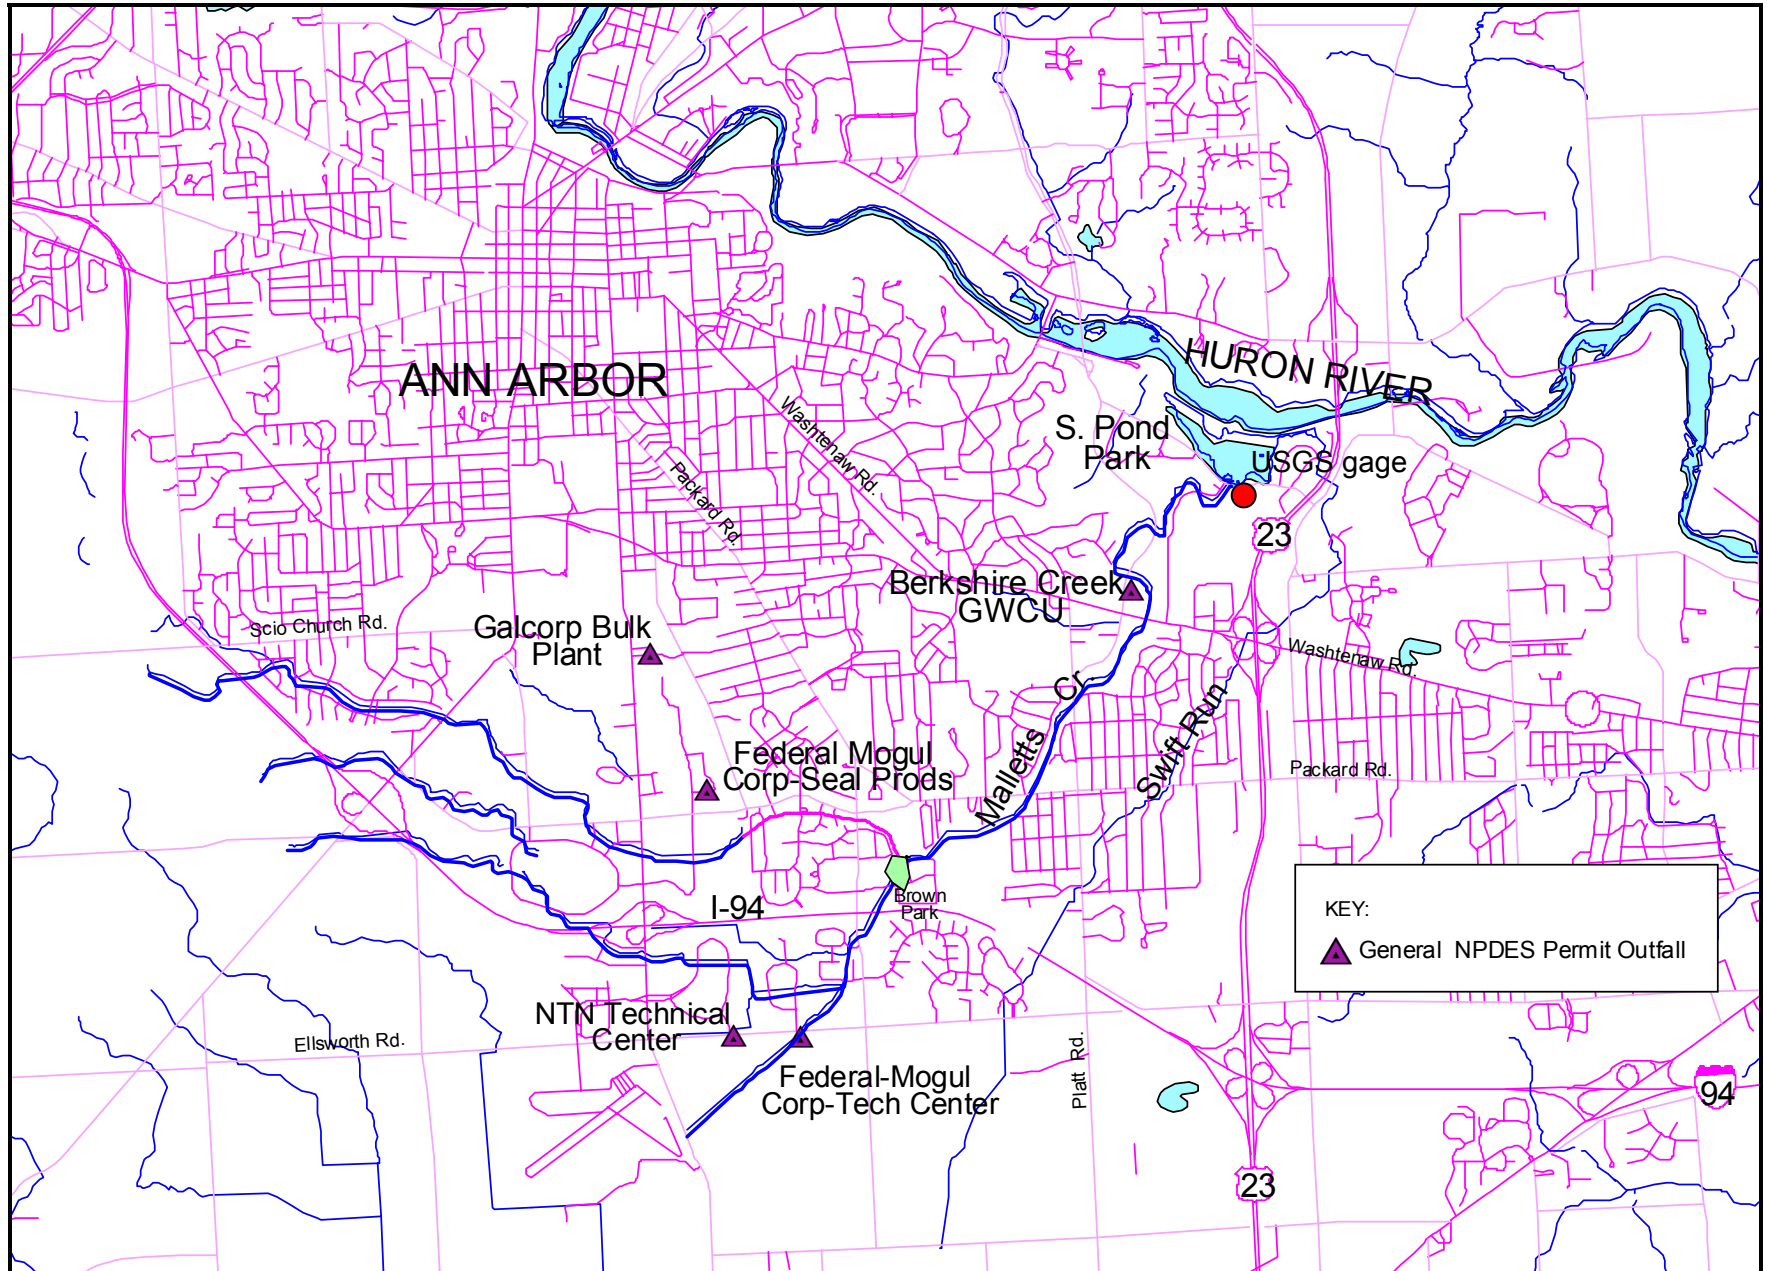 ANN ARBOR
HURON RIVER
Washtenaw Rd.
S. Pond
Park
USGS gage
Packard Rd.
23
Berkshire Creek
GWCU
Scio Church Rd.
Galcorp Bulk
Plant
Washtenaw Rd.
Malletts Cr.
Swift Run
Federal Mogul
Corp-Seal Prods
Packard Rd.
Brown
Park
I-94
KEY:
General NPDES Permit Outfall
NTN Technical
Center
Ellsworth Rd.
Platt Rd.
Federal-Mogul
Corp-Tech Center
94
23